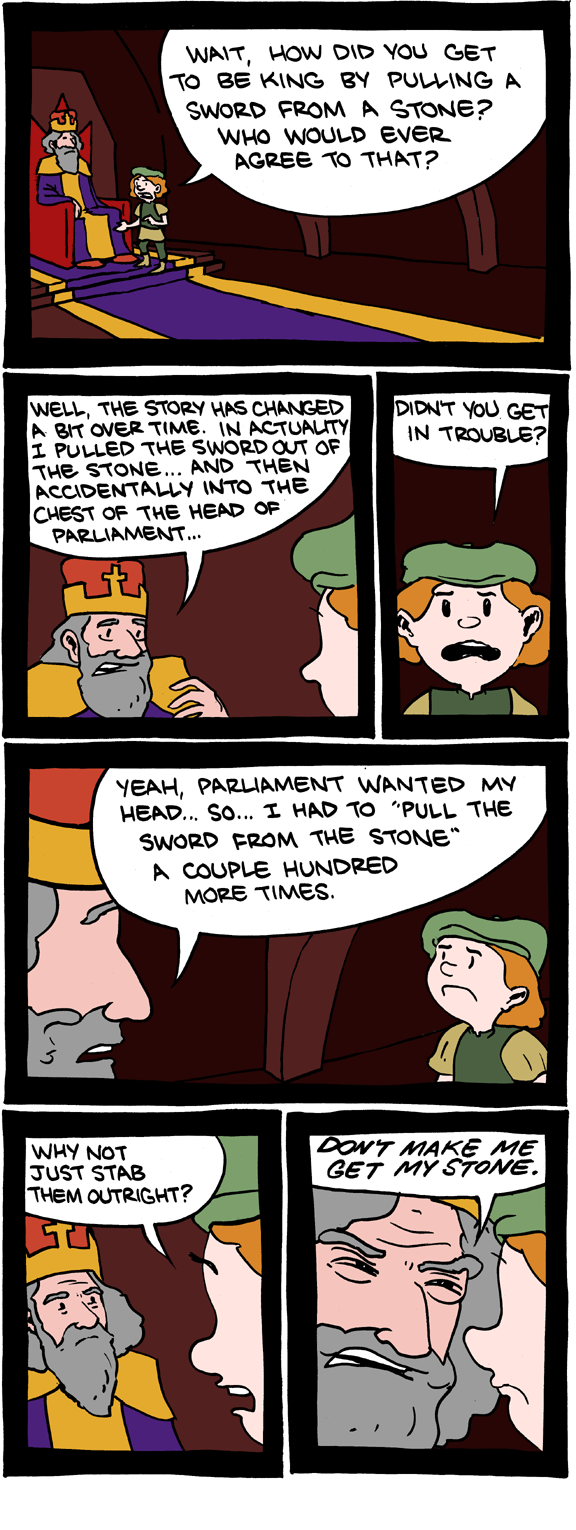 WAIT, HOW DID YOU GET
TO BE KING BY PULLING A
SWORD FROM A STONE?
WHO WOULD EVER
AGREE TO THAT?
WELL, THE STORY HAS CHANGED
A BIT OVER TIME. IN ACTUALITY
I PULLED THE SWORD OUT OF
THE STONE... AND THEN
ACCIDENTALLY INTO THE
CHEST OF THE HEAD OF
PARLIAMENT...
DIDN'T YOU GET
IN TROUBLE?
YEAH, PARLIAMENT WANTED MY
HEAD... SO... I HAD TO "PULL THE
SWORD FROM THE STONE"
A COUPLE HUNDRED
MORE TIMES.
WHY NOT
JUST STAB
THEM OUTRIGHT?
DON'T MAKE ME
GET MY STONE.